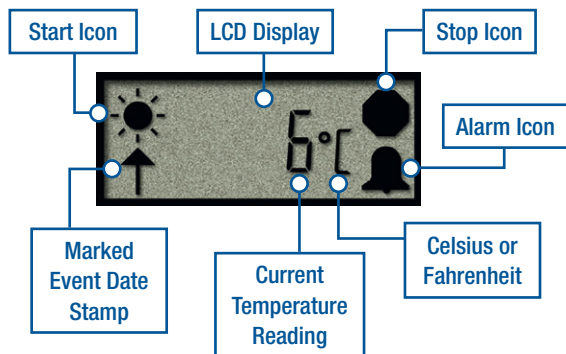 Start Icon
LCD Display
Stop Icon
Alarm Icon
6°C
Marked
Event Date
Stamp
Current
Temperature
Reading
Celsius or
Fahrenheit